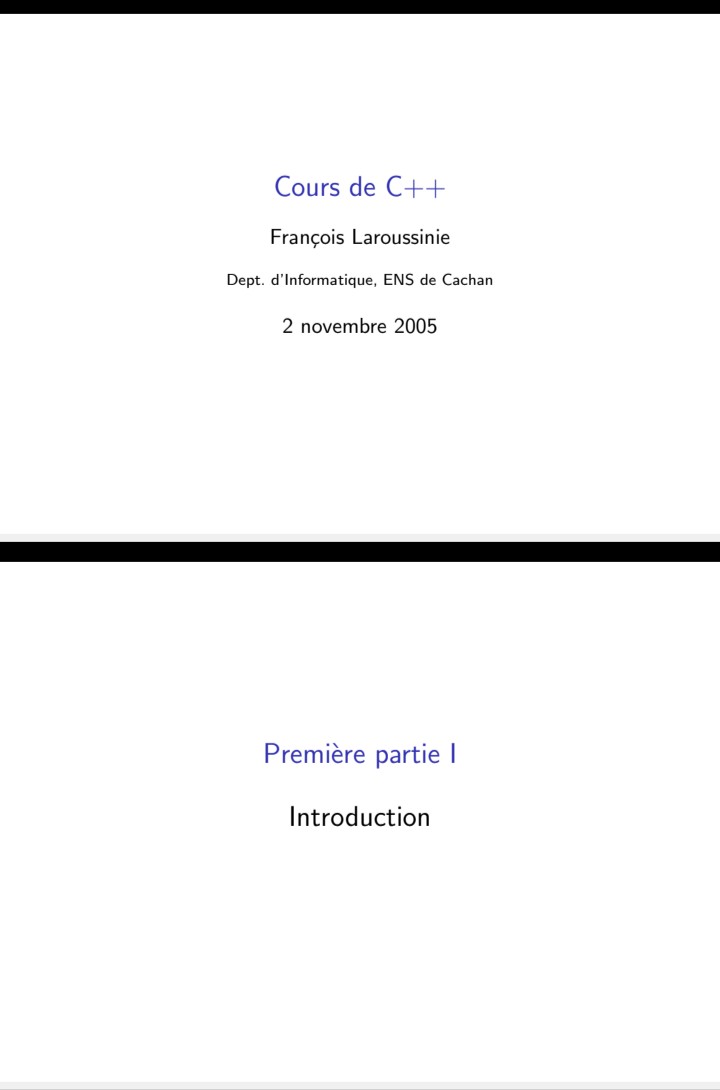 Cours de C++
François Laroussinie
Dept. d'Informatique, ENS de Cachan
2 novembre 2005
Première partie I
Introduction